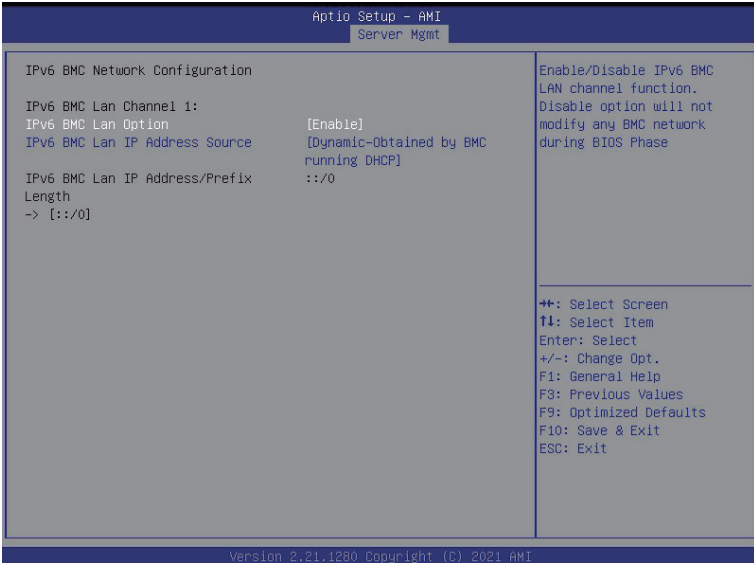 Aptio Setup – AMI
Server Mgmt
IPv6 BMC Network Configuration
IPv6 BMC Lan Channel 1:
IPv6 BMC Lan Option [Enable]
IPv6 BMC Lan IP Address Source [Dynamic-Obtained by BMC
running DHCP]
IPv6 BMC Lan IP Address/Prefix ::/0
Length
-> [::/0]
Enable/Disable IPv6 BMC
LAN channel function.
Disable option will not
modify any BMC network
during BIOS Phase
→←: Select Screen
↑↓: Select Item
Enter: Select
+/-: Change Opt.
F1: General Help
F3: Previous Values
F9: Optimized Defaults
F10: Save & Exit
ESC: Exit
Version 2.21.1280 Copyright (C) 2021 AMI